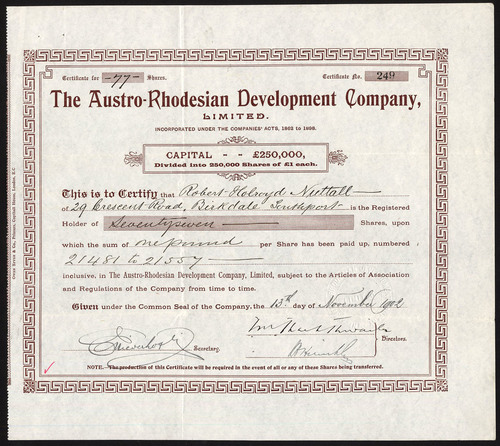 Certificate for -77- Shares. Certificate No. 249
The Austro-Rhodesian Development Company,
LIMITED.
INCORPORATED UNDER THE COMPANIES' ACTS, 1862 to 1898.
CAPITAL - - £250,000,
Divided into 250,000 Shares of £1 each.
This is to Certify that Robert Holroyd Nuttall
of 29 Crescent Road, Birkdale Southport is the Registered
Holder of Seventyseven Shares, upon
which the sum of one pound per Share has been paid up, numbered
21481 to 21557
inclusive, in The Austro-Rhodesian Development Company, Limited, subject to the Articles of Association
and Regulations of the Company from time to time.
Given under the Common Seal of the Company, the 13th day of November 1902
Secretary.
Directors.
NOTE.—The production of this Certificate will be required in the event of all or any of these Shares being transferred.